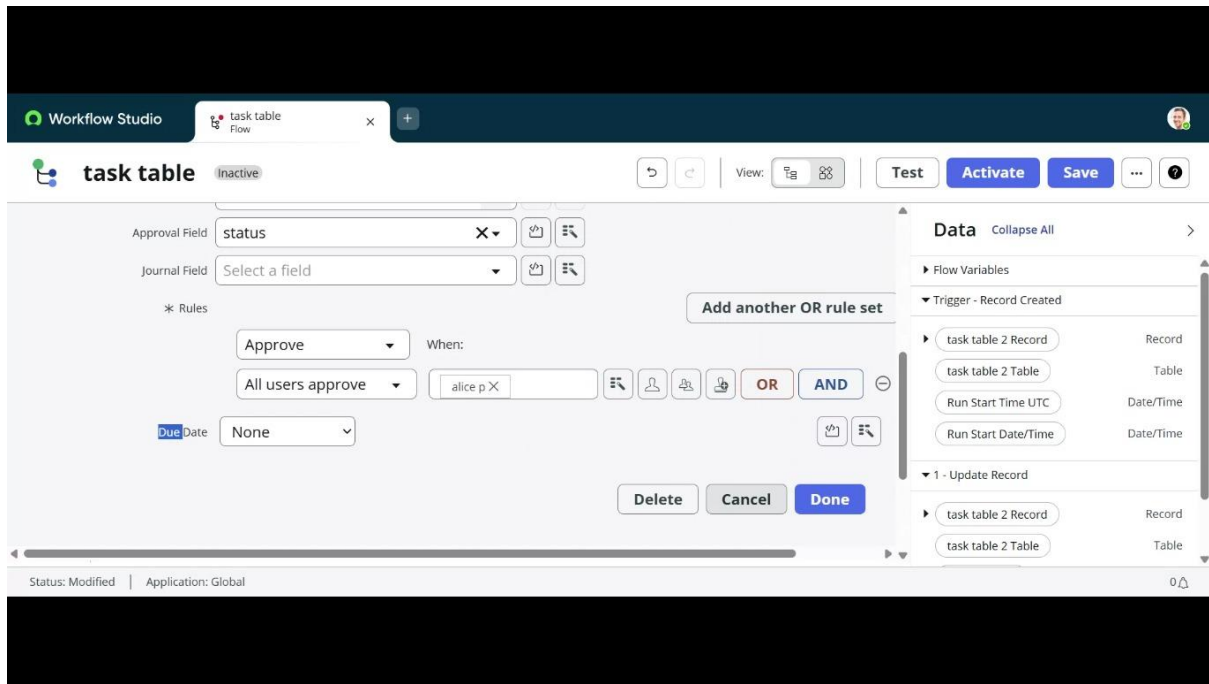 Workflow Studio
task table
Flow
task table Inactive
View:
Test Activate Save
Approval Field status
Journal Field Select a field
* Rules Add another OR rule set
Approve When:
All users approve alice p OR AND
Due Date None
Delete Cancel Done
Data Collapse All
Flow Variables
Trigger - Record Created
task table 2 Record Record
task table 2 Table Table
Run Start Time UTC Date/Time
Run Start Date/Time Date/Time
1 - Update Record
task table 2 Record Record
task table 2 Table Table
Status: Modified | Application: Global 0